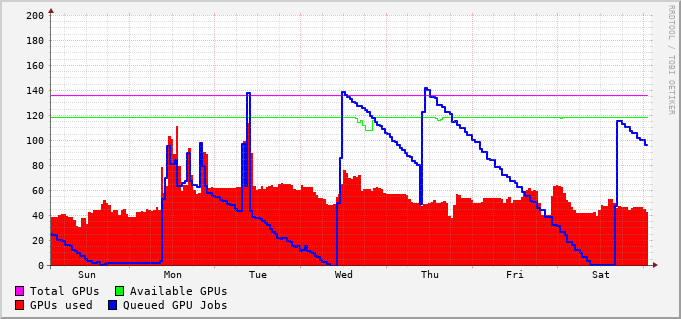 200
180
160
140
120
100
80
60
40
20
0
Sun Mon Tue Wed Thu Fri Sat
Total GPUs Available GPUs
GPUs used Queued GPU Jobs
RRDTOOL / TOBI OETIKER